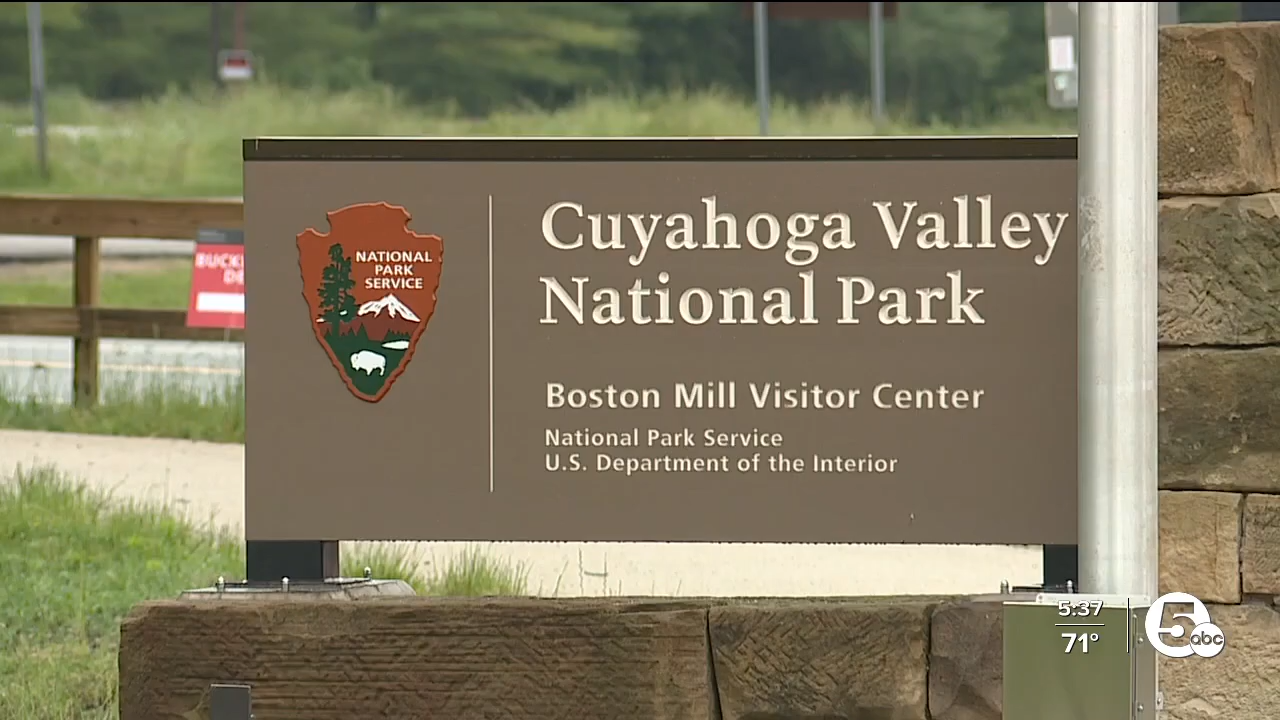 NATIONAL
PARK
SERVICE
Cuyahoga Valley
National Park
Boston Mill Visitor Center
National Park Service
U.S. Department of the Interior
5:37
71°
5
abc